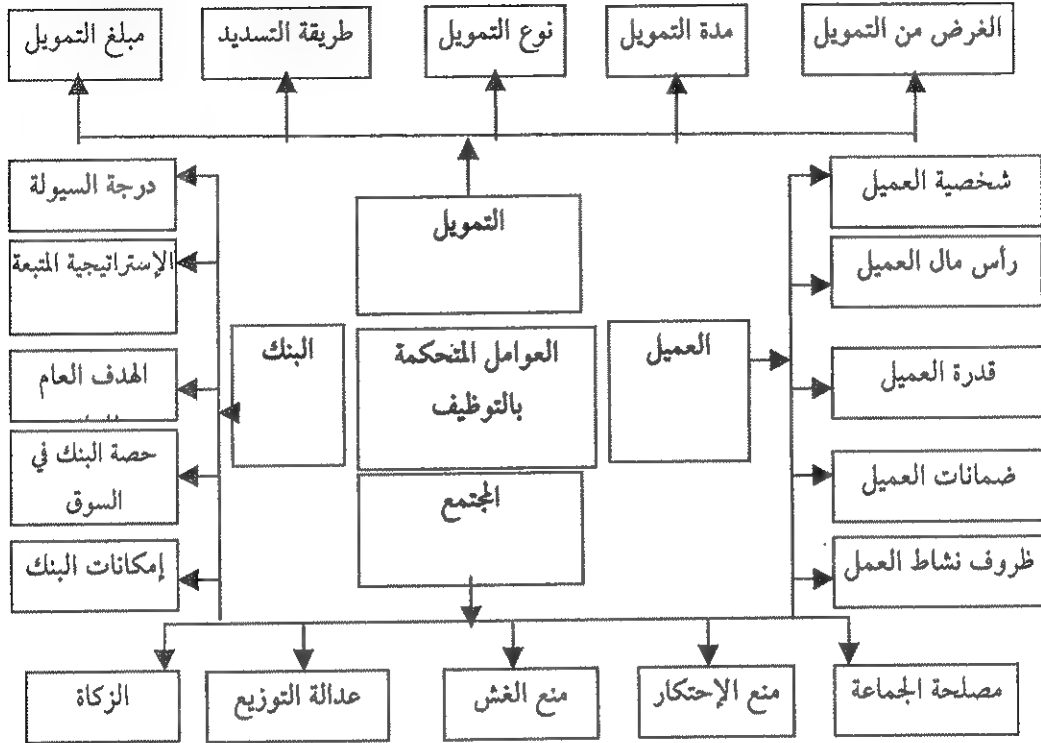 الغرض من التمويل
مدة التمويل
نوع التمويل
طريقة التسديد
مبلغ التمويل
شخصية العميل
التمويل
درجة السيولة
رأس مال العميل
الإستراتيجية المتبعة
العميل
العوامل المتحكمة
بالتوظيف
البنك
قدرة العميل
الهدف العام
ضمانات العميل
المجتمع
حصة البنك في
السوق
ظروف نشاط العمل
إمكانات البنك
مصلحة الجماعة
منع الإحتكار
منع الغش
عدالة التوزيع
الزكاة